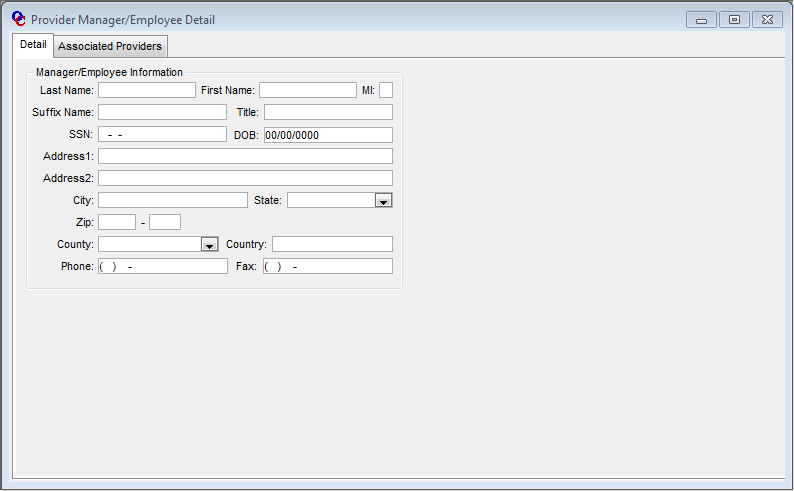 Provider Manager/Employee Detail
Detail Associated Providers
Manager/Employee Information
Last Name: First Name: MI:
Suffix Name: Title:
SSN: - - DOB: 00/00/0000
Address1:
Address2:
City: State:
Zip: -
County: Country:
Phone: ( ) - Fax: ( ) -